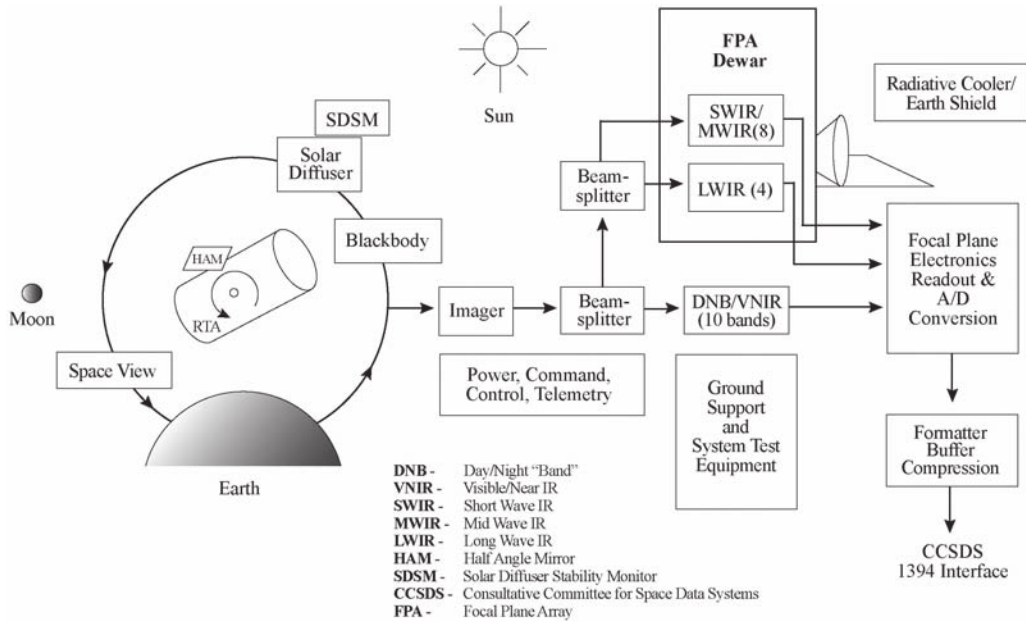 FPA
Dewar
Sun
Radiative Cooler/
Earth Shield
SDSM
Solar
Diffuser
SWIR/
MWIR(8)
Beam-
splitter
LWIR (4)
Blackbody
HAM
RTA
Moon
Space View
Earth
Imager
Beam-
splitter
DNB/VNIR
(10 bands)
Focal Plane
Electronics
Readout &
A/D
Conversion
Power, Command,
Control, Telemetry
Ground
Support
and
System Test
Equipment
Formatter
Buffer
Compression
CCSDS
1394 Interface
DNB - Day/Night “Band”
VNIR - Visible/Near IR
SWIR - Short Wave IR
MWIR - Mid Wave IR
LWIR - Long Wave IR
HAM - Half Angle Mirror
SDSM - Solar Diffuser Stability Monitor
CCSDS - Consultative Committee for Space Data Systems
FPA - Focal Plane Array